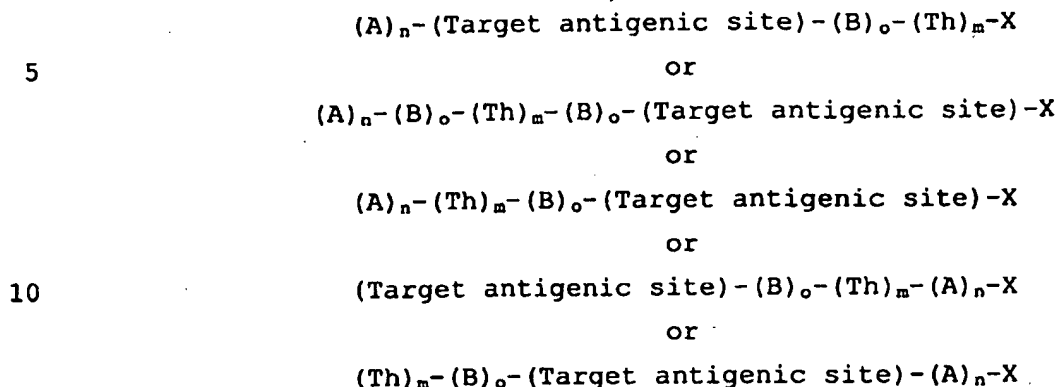 (A)n-(Target antigenic site)-(B)o-(Th)m-X
5 or
(A)n-(B)o-(Th)m-(B)o-(Target antigenic site)-X
or
(A)n-(Th)m-(B)o-(Target antigenic site)-X
or
10 (Target antigenic site)-(B)o-(Th)m-(A)n-X
or
(Th)m-(B)o-(Target antigenic site)-(A)n-X